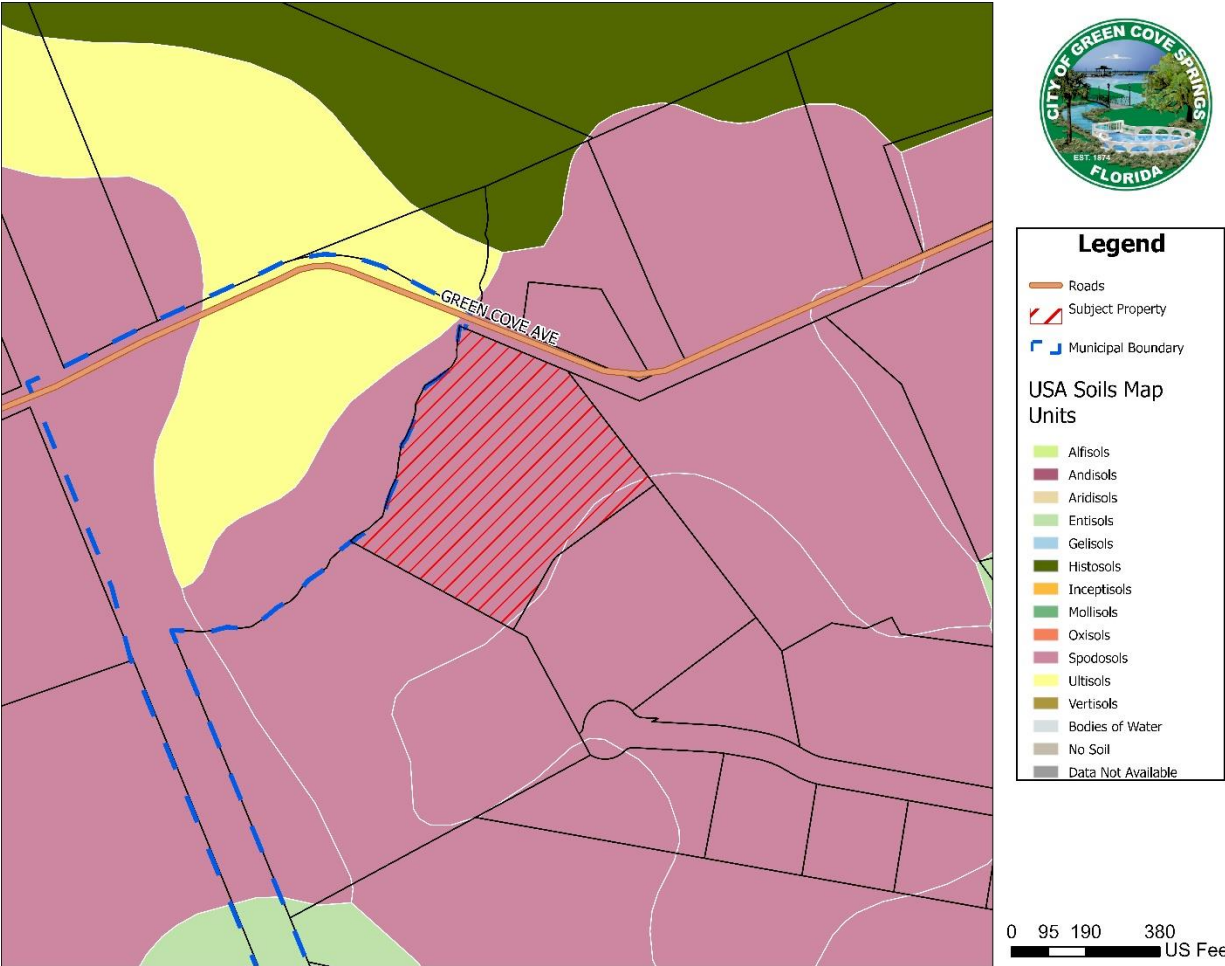 GREEN COVE AVE
CITY OF GREEN COVE SPRINGS
EST. 1874
FLORIDA
Legend
Roads
Subject Property
Municipal Boundary
USA Soils Map
Units
Alfisols
Andisols
Aridisols
Entisols
Gelisols
Histosols
Inceptisols
Mollisols
Oxisols
Spodosols
Ultisols
Vertisols
Bodies of Water
No Soil
Data Not Available
0 95 190 380
US Fee